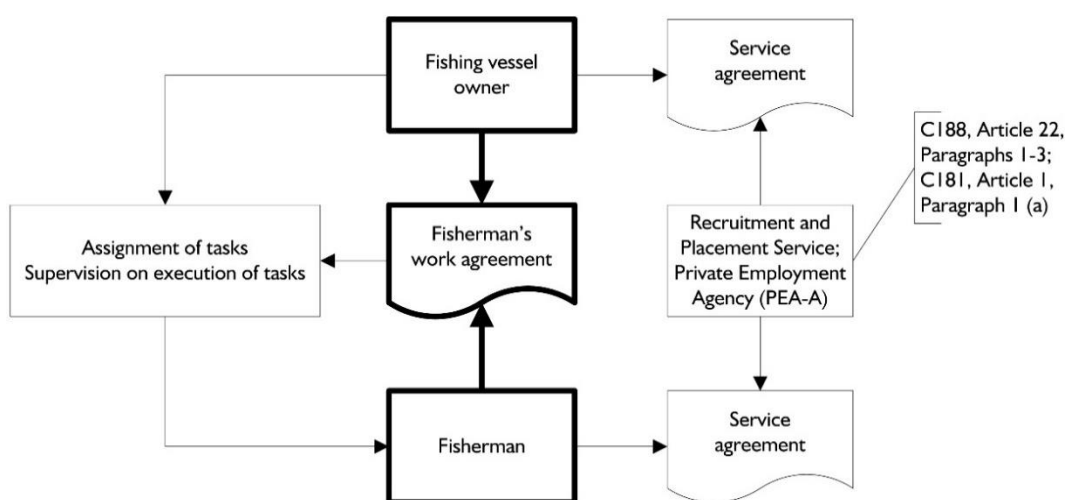 Fishing vessel
owner
Service
agreement
C188, Article 22,
Paragraphs 1-3;
C181, Article 1,
Paragraph 1 (a)
Assignment of tasks
Supervision on execution of tasks
Fisherman’s
work agreement
Recruitment and
Placement Service;
Private Employment
Agency (PEA-A)
Fisherman
Service
agreement